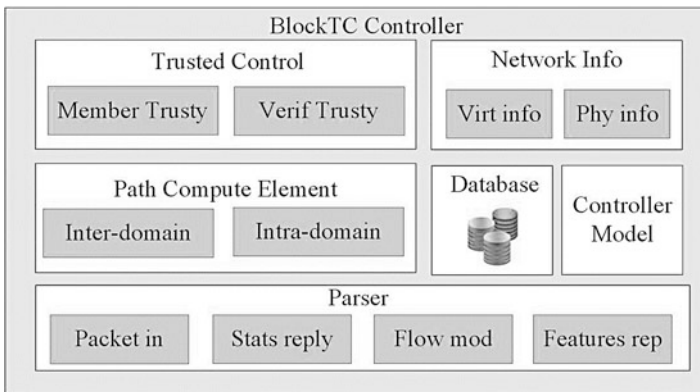 BlockTC Controller
Trusted Control
Member Trusty
Verif Trusty
Network Info
Virt info
Phy info
Path Compute Element
Inter-domain
Intra-domain
Database
Controller
Model
Parser
Packet in
Stats reply
Flow mod
Features rep